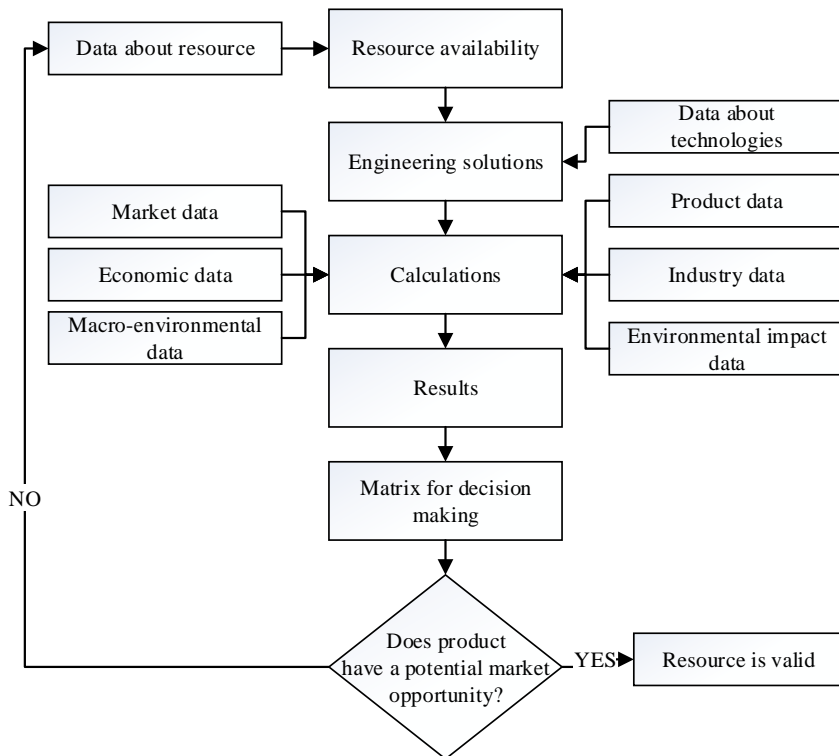 Data about resource
Resource availability
Engineering solutions
Data about
technologies
Market data
Economic data
Macro-environmental
data
Calculations
Product data
Industry data
Environmental impact
data
Results
Matrix for decision
making
NO
Does product
have a potential market
opportunity?
YES
Resource is valid